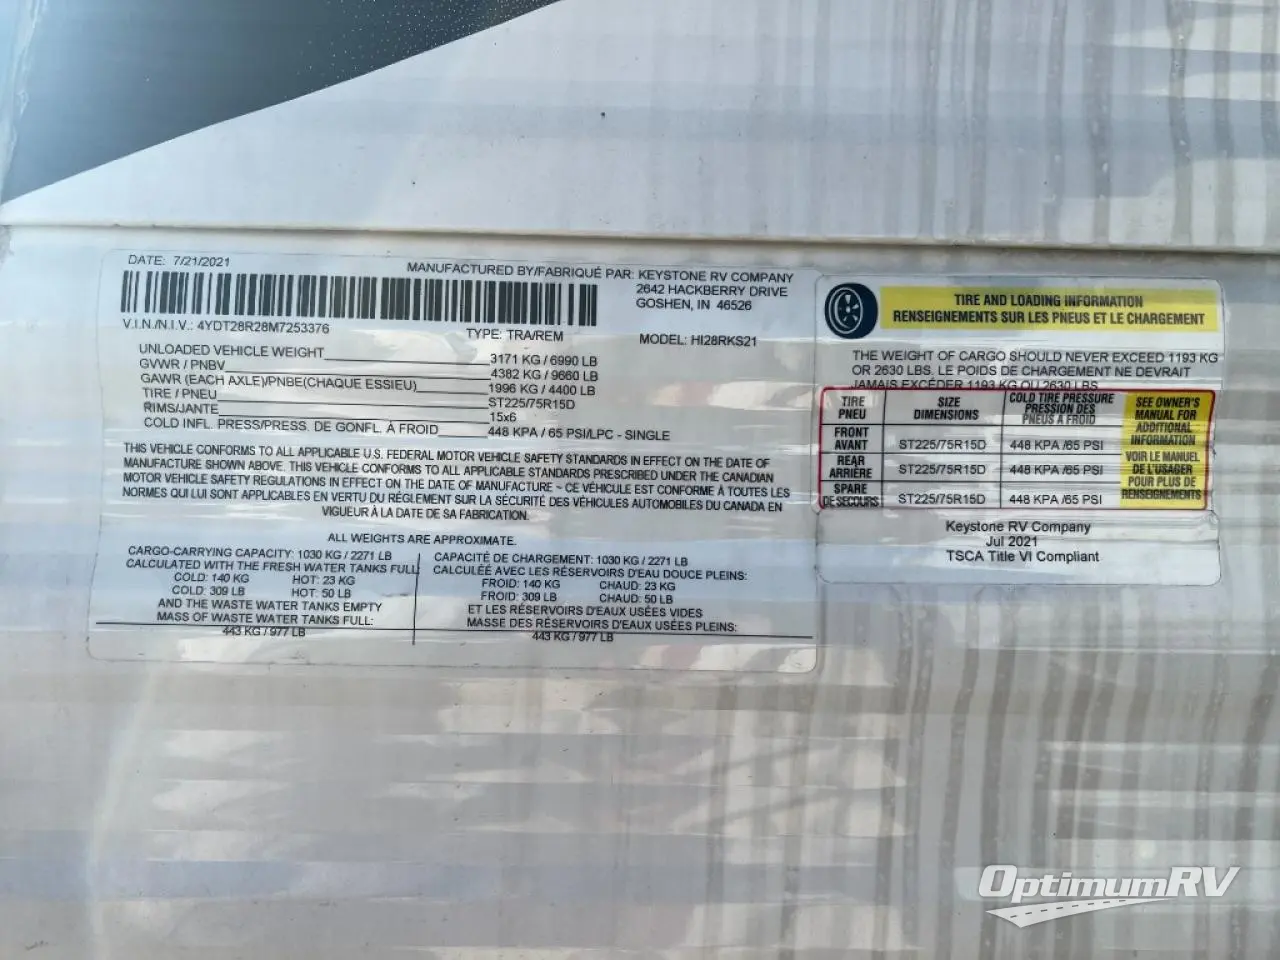 DATE: 7/21/2021
MANUFACTURED BY/FABRIQUÉ PAR: KEYSTONE RV COMPANY
2642 HACKBERRY DRIVE
GOSHEN, IN 46526
V.I.N./N.I.V.: 4YDT28R28M7253376
TYPE: TRA/REM
MODEL: HI28RKS21
UNLOADED VEHICLE WEIGHT 3171 KG / 6990 LB
GVWR / PNBV 4382 KG / 9660 LB
GAWR (EACH AXLE)/PNBE(CHAQUE ESSIEU) 1996 KG / 4400 LB
TIRE / PNEU ST225/75R15D
RIMS/JANTE 15x6
COLD INFL. PRESS/PRESS. DE GONFL. À FROID 448 KPA / 65 PSI/LPC - SINGLE
THIS VEHICLE CONFORMS TO ALL APPLICABLE U.S. FEDERAL MOTOR VEHICLE SAFETY STANDARDS IN EFFECT ON THE DATE OF
MANUFACTURE SHOWN ABOVE. THIS VEHICLE CONFORMS TO ALL APPLICABLE STANDARDS PRESCRIBED UNDER THE CANADIAN
MOTOR VEHICLE SAFETY REGULATIONS IN EFFECT ON THE DATE OF MANUFACTURE ~ CE VÉHICULE EST CONFORME À TOUTES LES
NORMES QUI LUI SONT APPLICABLES EN VERTU DU RÈGLEMENT SUR LA SÉCURITÉ DES VÉHICULES AUTOMOBILES DU CANADA EN
VIGUEUR À LA DATE DE SA FABRICATION.
ALL WEIGHTS ARE APPROXIMATE.
CARGO-CARRYING CAPACITY: 1030 KG / 2271 LB
CALCULATED WITH THE FRESH WATER TANKS FULL
COLD: 140 KG HOT: 23 KG
COLD: 309 LB HOT: 50 LB
AND THE WASTE WATER TANKS EMPTY
MASS OF WASTE WATER TANKS FULL:
443 KG / 977 LB
CAPACITÉ DE CHARGEMENT: 1030 KG / 2271 LB
CALCULÉE AVEC LES RÉSERVOIRS D'EAU DOUCE PLEINS:
FROID: 140 KG CHAUD: 23 KG
FROID: 309 LB CHAUD: 50 LB
ET LES RÉSERVOIRS D'EAU USÉES VIDES
MASSE DES RÉSERVOIRS D'EAUX USÉES PLEINS:
443 KG / 977 LB
TIRE AND LOADING INFORMATION
RENSEIGNEMENTS SUR LES PNEUS ET LE CHARGEMENT
THE WEIGHT OF CARGO SHOULD NEVER EXCEED 1193 KG
OR 2630 LBS. LE POIDS DE CHARGEMENT NE DEVRAIT
JAMAIS EXCÉDER 1193 KG OU 2630 LBS
TIRE SIZE COLD TIRE PRESSURE
PNEU DIMENSIONS PRESSION DES
PNEUS A FROID
FRONT
AVANT ST225/75R15D 448 KPA /65 PSI
REAR
ARRIÈRE ST225/75R15D 448 KPA /65 PSI
SPARE
DE SECOURS ST225/75R15D 448 KPA /65 PSI
SEE OWNER'S
MANUAL FOR
ADDITIONAL
INFORMATION
VOIR LE MANUEL
DE L'USAGER
POUR PLUS DE
RENSEIGNEMENTS
Keystone RV Company
Jul 2021
TSCA Title VI Compliant
OptimumRV